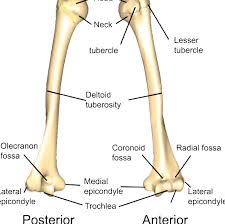 Head
Neck
Lesser
tubercle
tubercle
Deltoid
tuberosity
Olecranon
fossa
Coronoid
fossa
Radial fossa
Lateral
epicondyle
Medial
epicondyle
Trochlea
Lateral
epicondyle
Posterior
Anterior